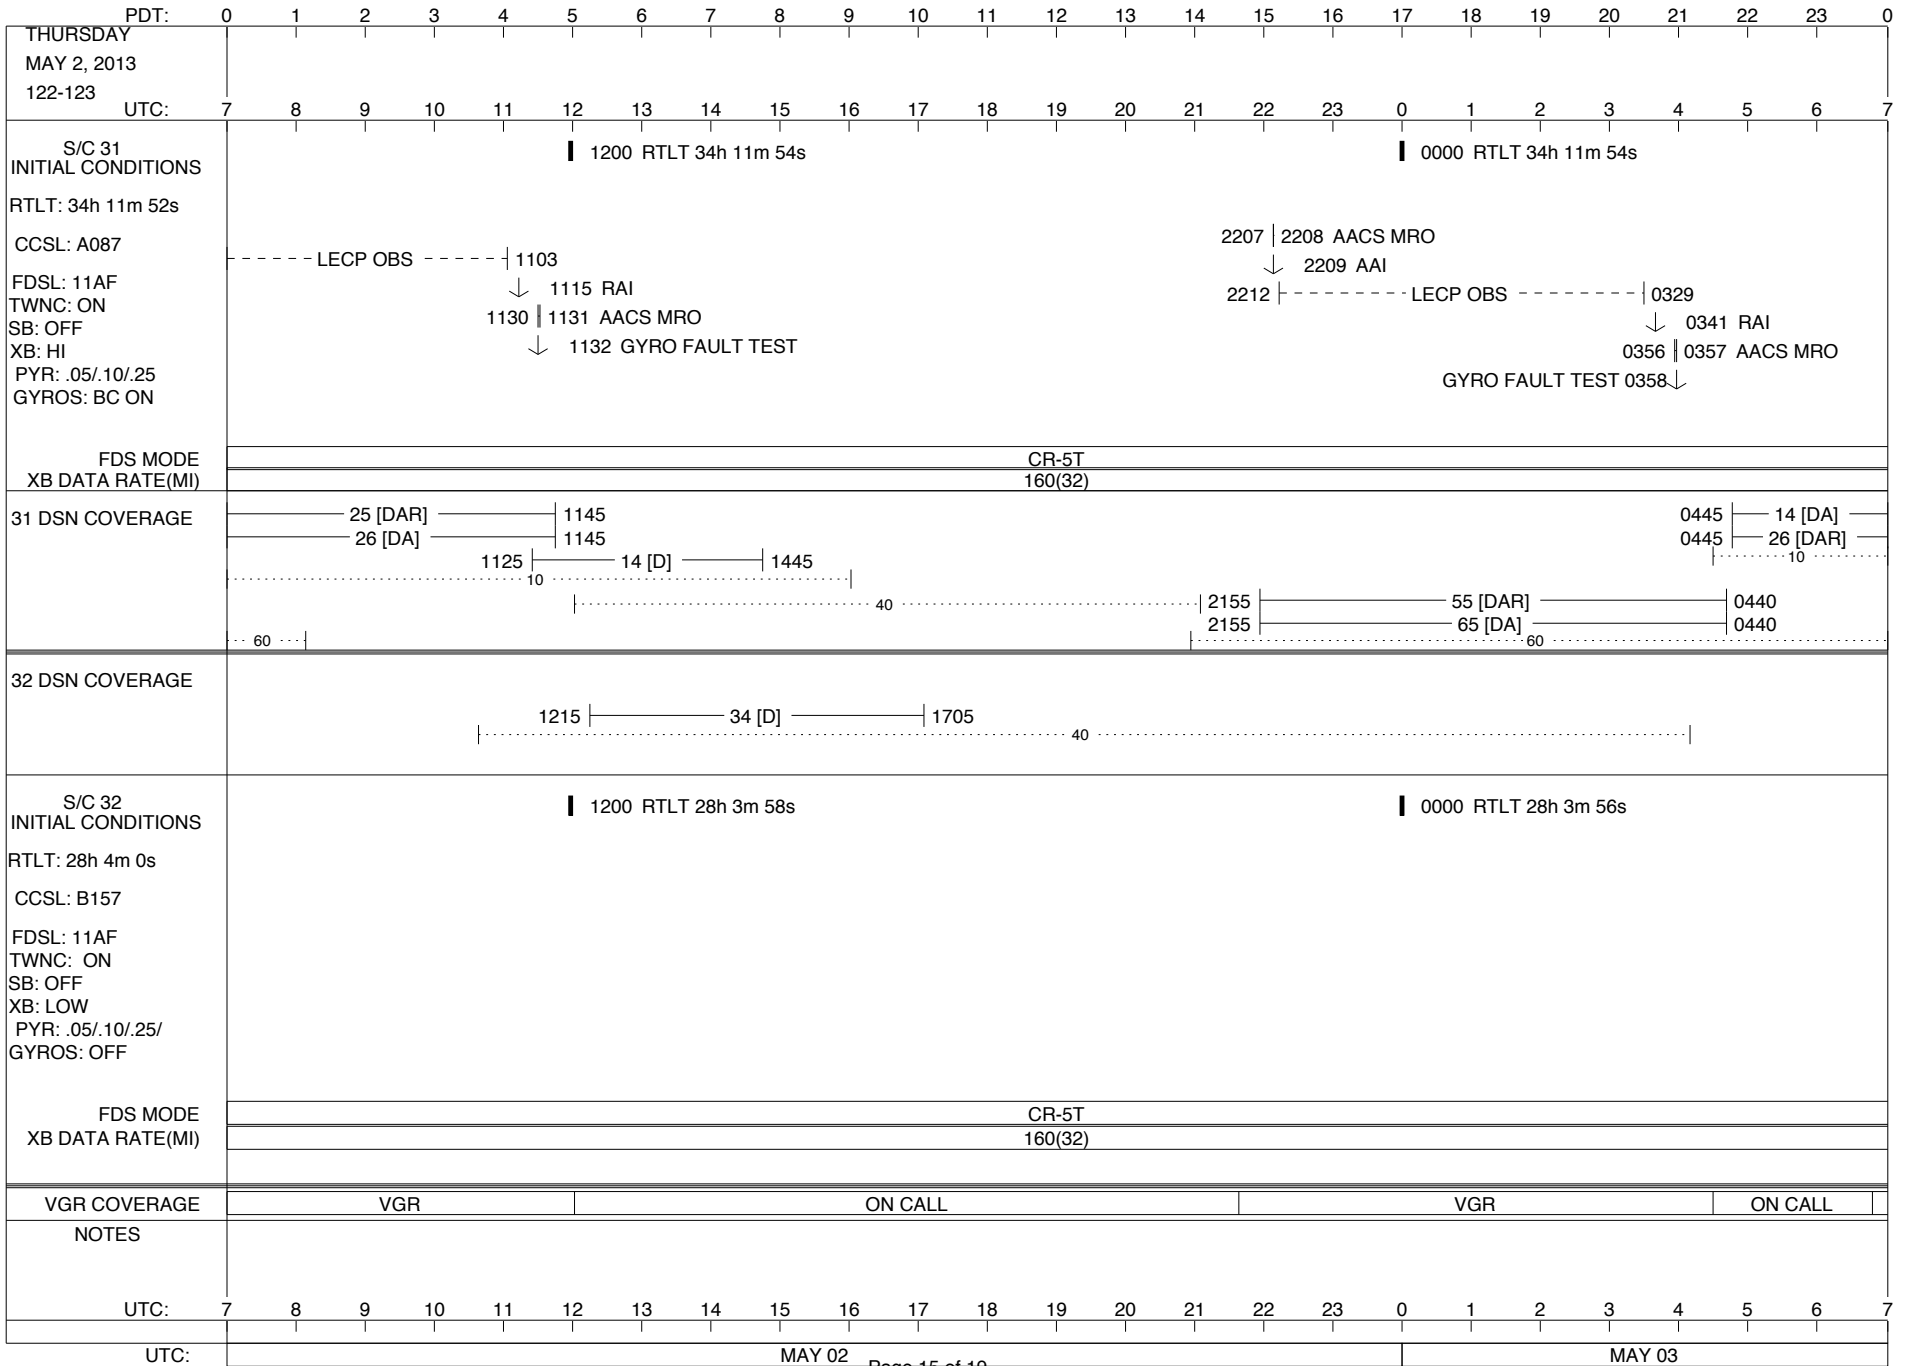 PDT: 0 1 2 3 4 5 6 7 8 9 10 11 12 13 14 15 16 17 18 19 20 21 22 23 0
THURSDAY
MAY 2, 2013
122-123
UTC: 7 8 9 10 11 12 13 14 15 16 17 18 19 20 21 22 23 0 1 2 3 4 5 6 7
S/C 31
INITIAL CONDITIONS
1200 RTLT 34h 11m 54s
0000 RTLT 34h 11m 54s
RTLT: 34h 11m 52s
CCSL: A087
FDSL: 11AF
TWNC: ON
SB: OFF
XB: HI
PYR: .05/.10/.25
GYROS: BC ON
LECP OBS 1103
1115 RAI
1130 1131 AACS MRO
1132 GYRO FAULT TEST
2207 2208 AACS MRO
2209 AAI
2212 LECP OBS 0329
0341 RAI
0356 0357 AACS MRO
GYRO FAULT TEST 0358
FDS MODE CR-5T
XB DATA RATE(MI) 160(32)
31 DSN COVERAGE
25 [DAR] 1145
26 [DA] 1145
1125 14 [D] 1445
10
40
60
0445 14 [DA]
0445 26 [DAR]
10
2155 55 [DAR] 0440
2155 65 [DA] 0440
60
32 DSN COVERAGE
1215 34 [D] 1705
40
S/C 32
INITIAL CONDITIONS
1200 RTLT 28h 3m 58s
0000 RTLT 28h 3m 56s
RTLT: 28h 4m 0s
CCSL: B157
FDSL: 11AF
TWNC: ON
SB: OFF
XB: LOW
PYR: .05/.10/.25/
GYROS: OFF
FDS MODE CR-5T
XB DATA RATE(MI) 160(32)
VGR COVERAGE VGR ON CALL VGR ON CALL
NOTES
UTC: 7 8 9 10 11 12 13 14 15 16 17 18 19 20 21 22 23 0 1 2 3 4 5 6 7
UTC: MAY 02 MAY 03
Page 15 of 19